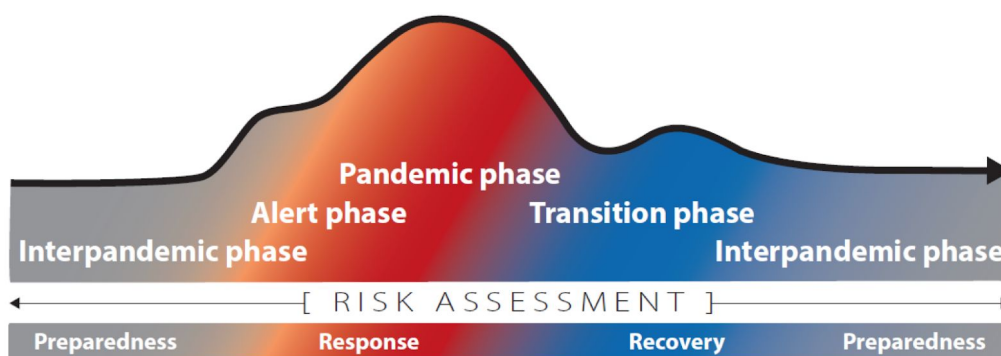 Pandemic phase
Alert phase
Transition phase
Interpandemic phase
Interpandemic phase
[ RISK ASSESSMENT ]
Preparedness
Response
Recovery
Preparedness